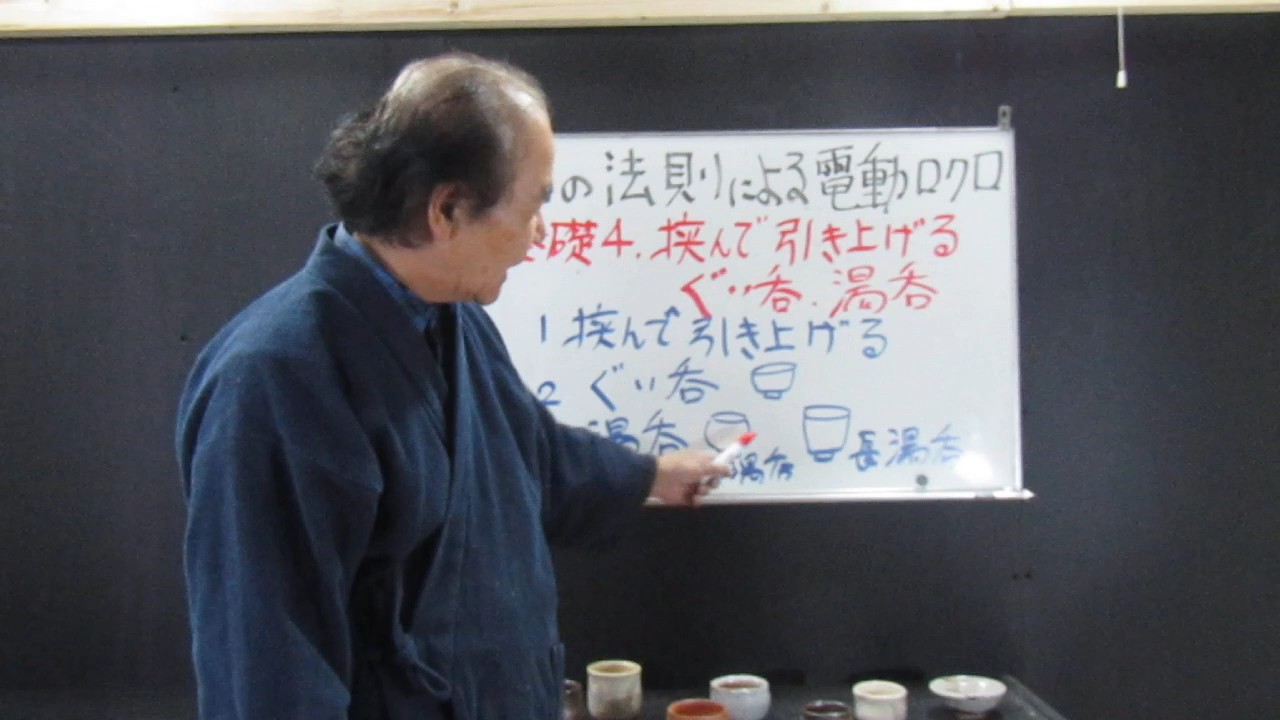 の法則による電動ロクロ
礎4.挟んで引き上げる
ぐい呑.湯呑
1 挟んで引き上げる
2 ぐい呑
湯呑
湯呑
長湯呑